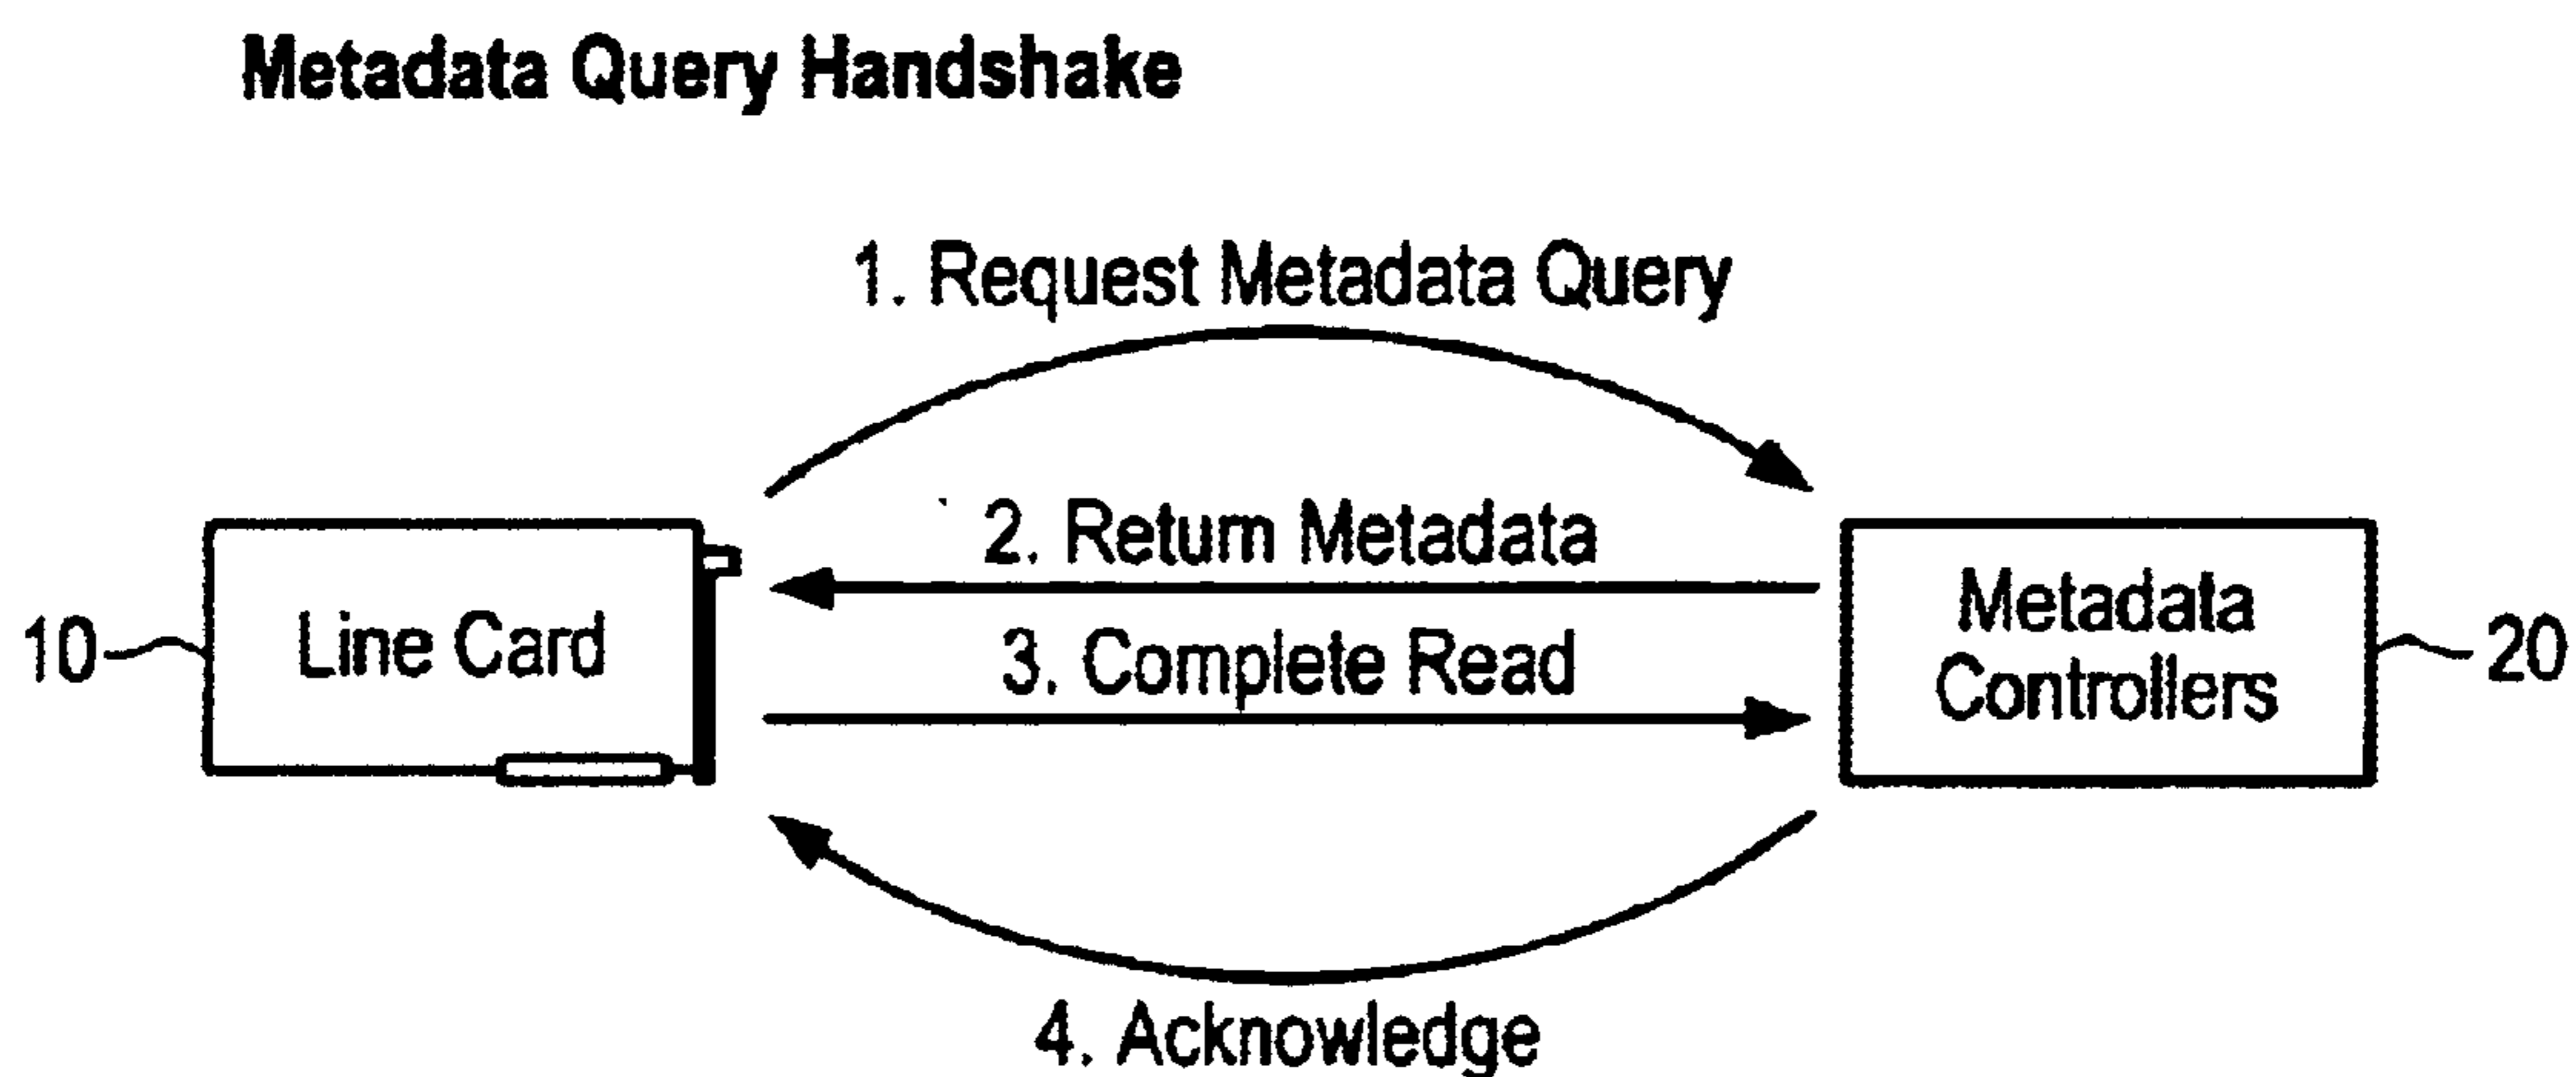 Metadata Query Handshake
1. Request Metadata Query
2. Return Metadata
3. Complete Read
10
Line Card
Metadata
Controllers
20
4. Acknowledge